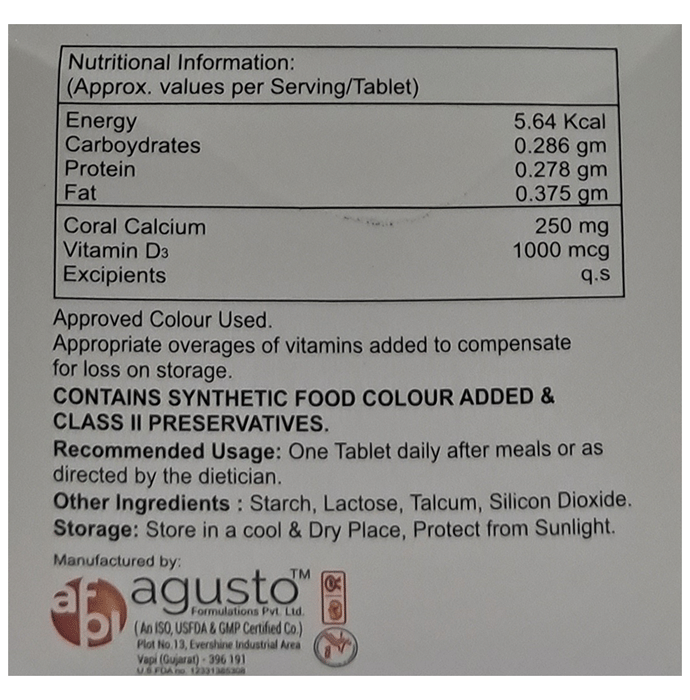 Nutritional Information:
(Approx. values per Serving/Tablet)
Energy 5.64 Kcal
Carboydrates 0.286 gm
Protein 0.278 gm
Fat 0.375 gm
Coral Calcium 250 mg
Vitamin D3 1000 mcg
Excipients q.s
Approved Colour Used.
Appropriate overages of vitamins added to compensate
for loss on storage.
CONTAINS SYNTHETIC FOOD COLOUR ADDED &
CLASS II PRESERVATIVES.
Recommended Usage: One Tablet daily after meals or as
directed by the dietician.
Other Ingredients : Starch, Lactose, Talcum, Silicon Dioxide.
Storage: Store in a cool & Dry Place, Protect from Sunlight.
Manufactured by:
afpl
agusto™
Formulations Pvt. Ltd.
(An ISO, USFDA & GMP Certified Co.)
Plot No.13, Evershine Industrial Area
Vapi (Gujarat) - 396 191
U.S FDA no.